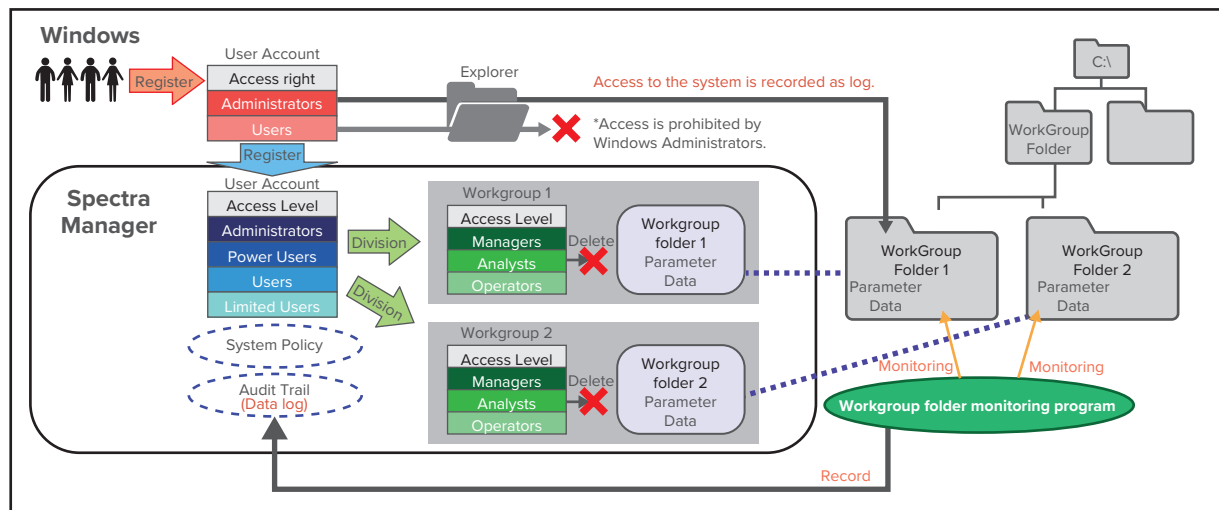 Windows
User Account
Register
Access right
Administrators
Users
Explorer
Access to the system is recorded as log.
*Access is prohibited by
Windows Administrators.
C:\
WorkGroup
Folder
Register
Spectra
Manager
User Account
Access Level
Administrators
Power Users
Users
Limited Users
Division
Division
System Policy
Audit Trail
(Data log)
Workgroup 1
Access Level
Managers
Analysts
Operators
Delete
Workgroup
folder 1
Parameter
Data
Workgroup 2
Access Level
Managers
Analysts
Operators
Delete
Workgroup
folder 2
Parameter
Data
WorkGroup
Folder 1
Parameter
Data
WorkGroup
Folder 2
Parameter
Data
Monitoring
Monitoring
Workgroup folder monitoring program
Record